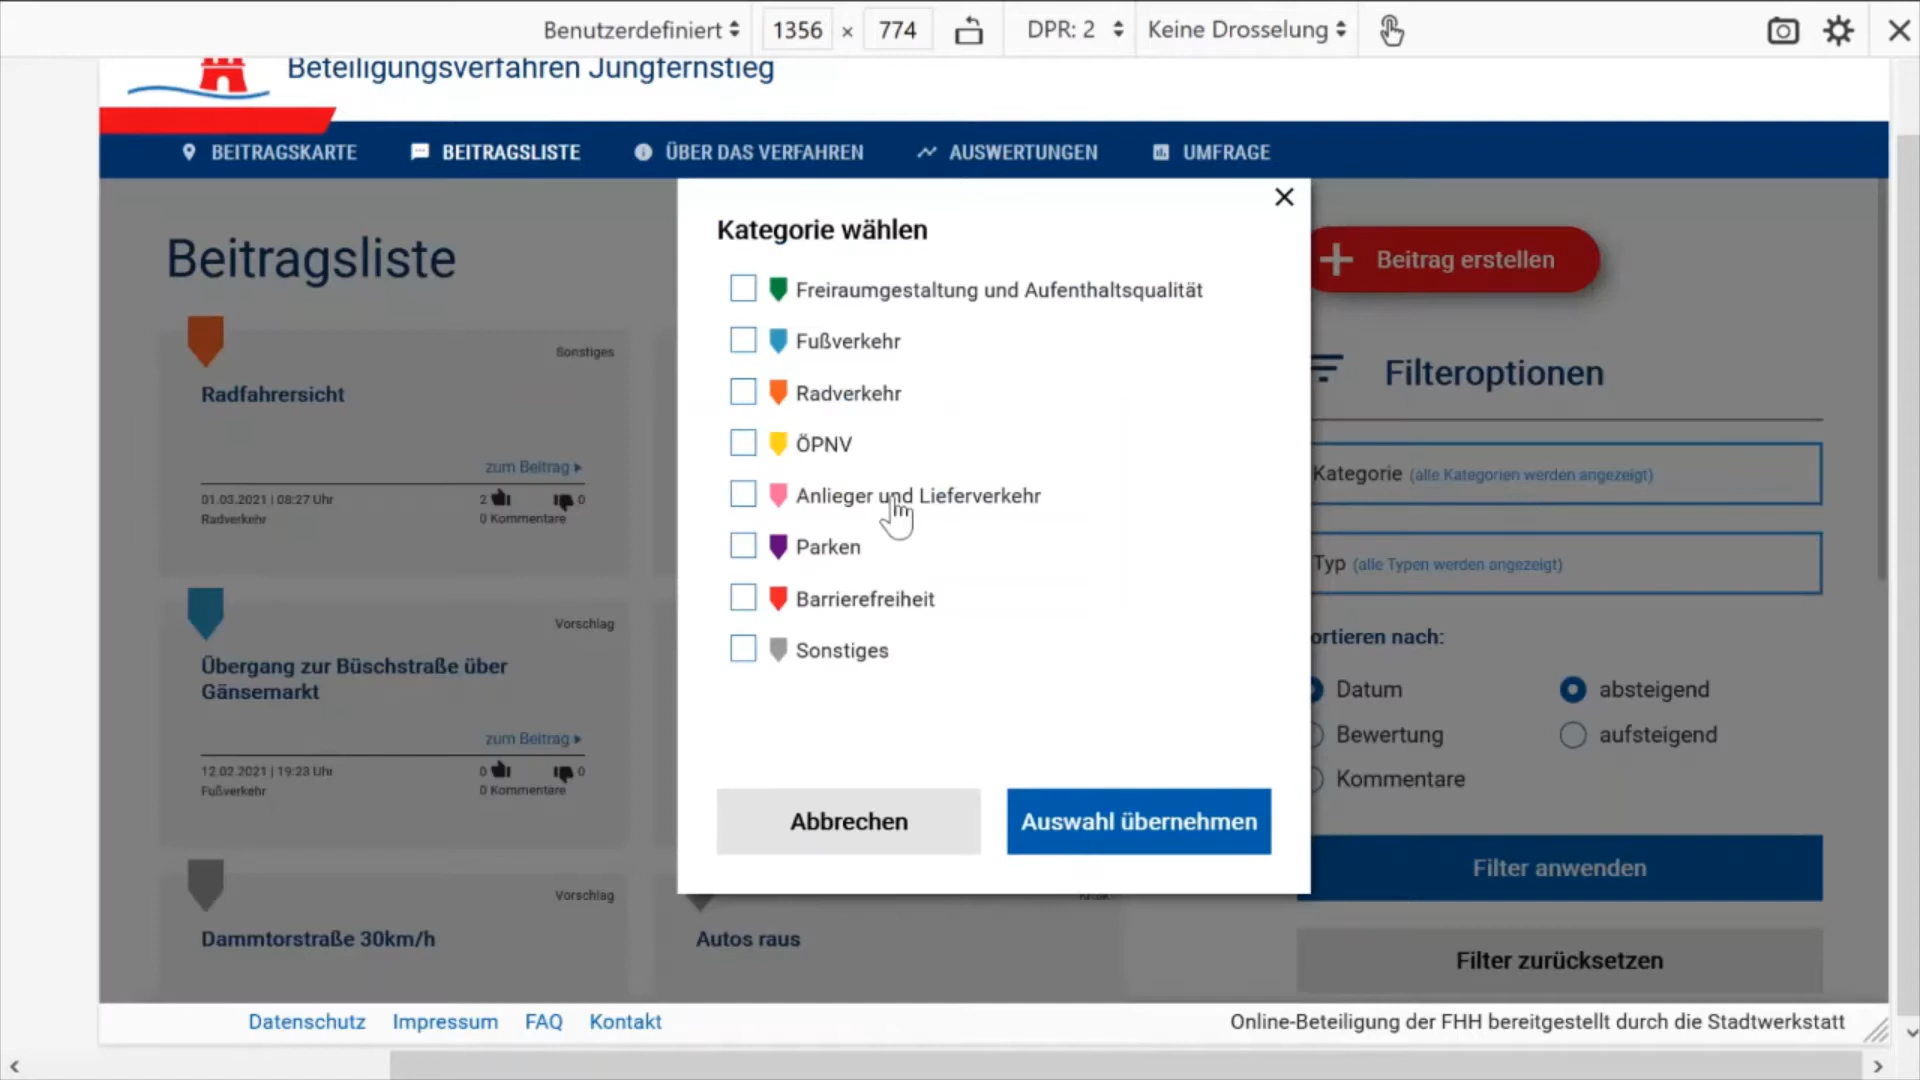 Benutzerdefiniert 1356 × 774 DPR: 2 Keine Drosselung
Beteiligungsverfahren Jungfernstieg
BEITRAGSKARTE BEITRAGSLISTE ÜBER DAS VERFAHREN AUSWERTUNGEN UMFRAGE
Beitragsliste
Sonstiges
Radfahrersicht
zum Beitrag
01.03.2021 | 08:27 Uhr 2 0
Radverkehr 0 Kommentare
Vorschlag
Übergang zur Büschstraße über
Gänsemarkt
zum Beitrag
12.02.2021 | 19:23 Uhr 0 0
Fußverkehr 0 Kommentare
Vorschlag
Dammtorstraße 30km/h
Autos raus
Kategorie wählen
Freiraumgestaltung und Aufenthaltsqualität
Fußverkehr
Radverkehr
ÖPNV
Anlieger und Lieferverkehr
Parken
Barrierefreiheit
Sonstiges
Abbrechen Auswahl übernehmen
Beitrag erstellen
Filteroptionen
Kategorie (alle Kategorien werden angezeigt)
Typ (alle Typen werden angezeigt)
ortieren nach:
Datum absteigend
Bewertung aufsteigend
Kommentare
Filter anwenden
Filter zurücksetzen
Datenschutz Impressum FAQ Kontakt
Online-Beteiligung der FHH bereitgestellt durch die Stadtwerkstatt